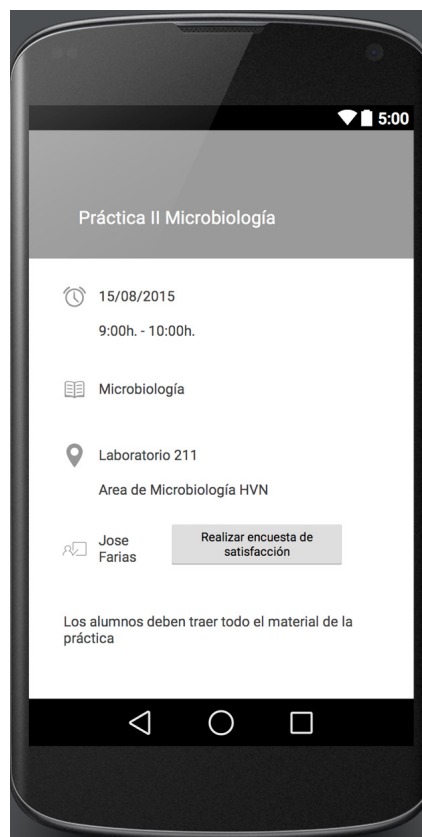 5:00
Práctica II Microbiología
15/08/2015
9:00h. - 10:00h.
Microbiología
Laboratorio 211
Area de Microbiología HVN
Jose
Farias
Realizar encuesta de
satisfacción
Los alumnos deben traer todo el material de la
práctica